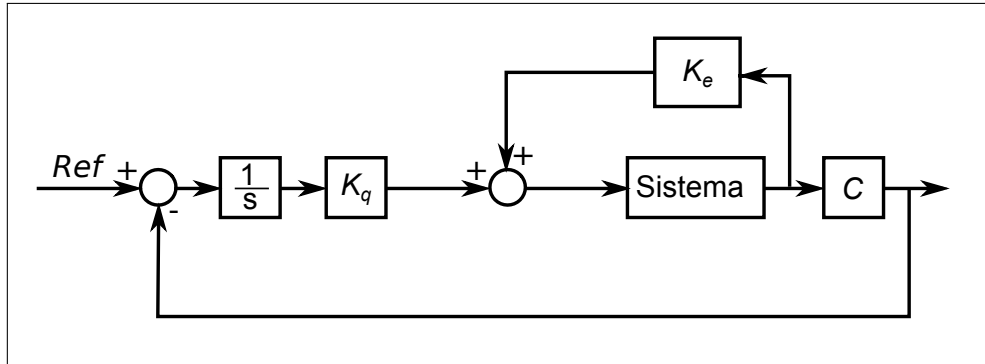 K_e
Ref
+
-
1
s
K_q
+
+
Sistema
C